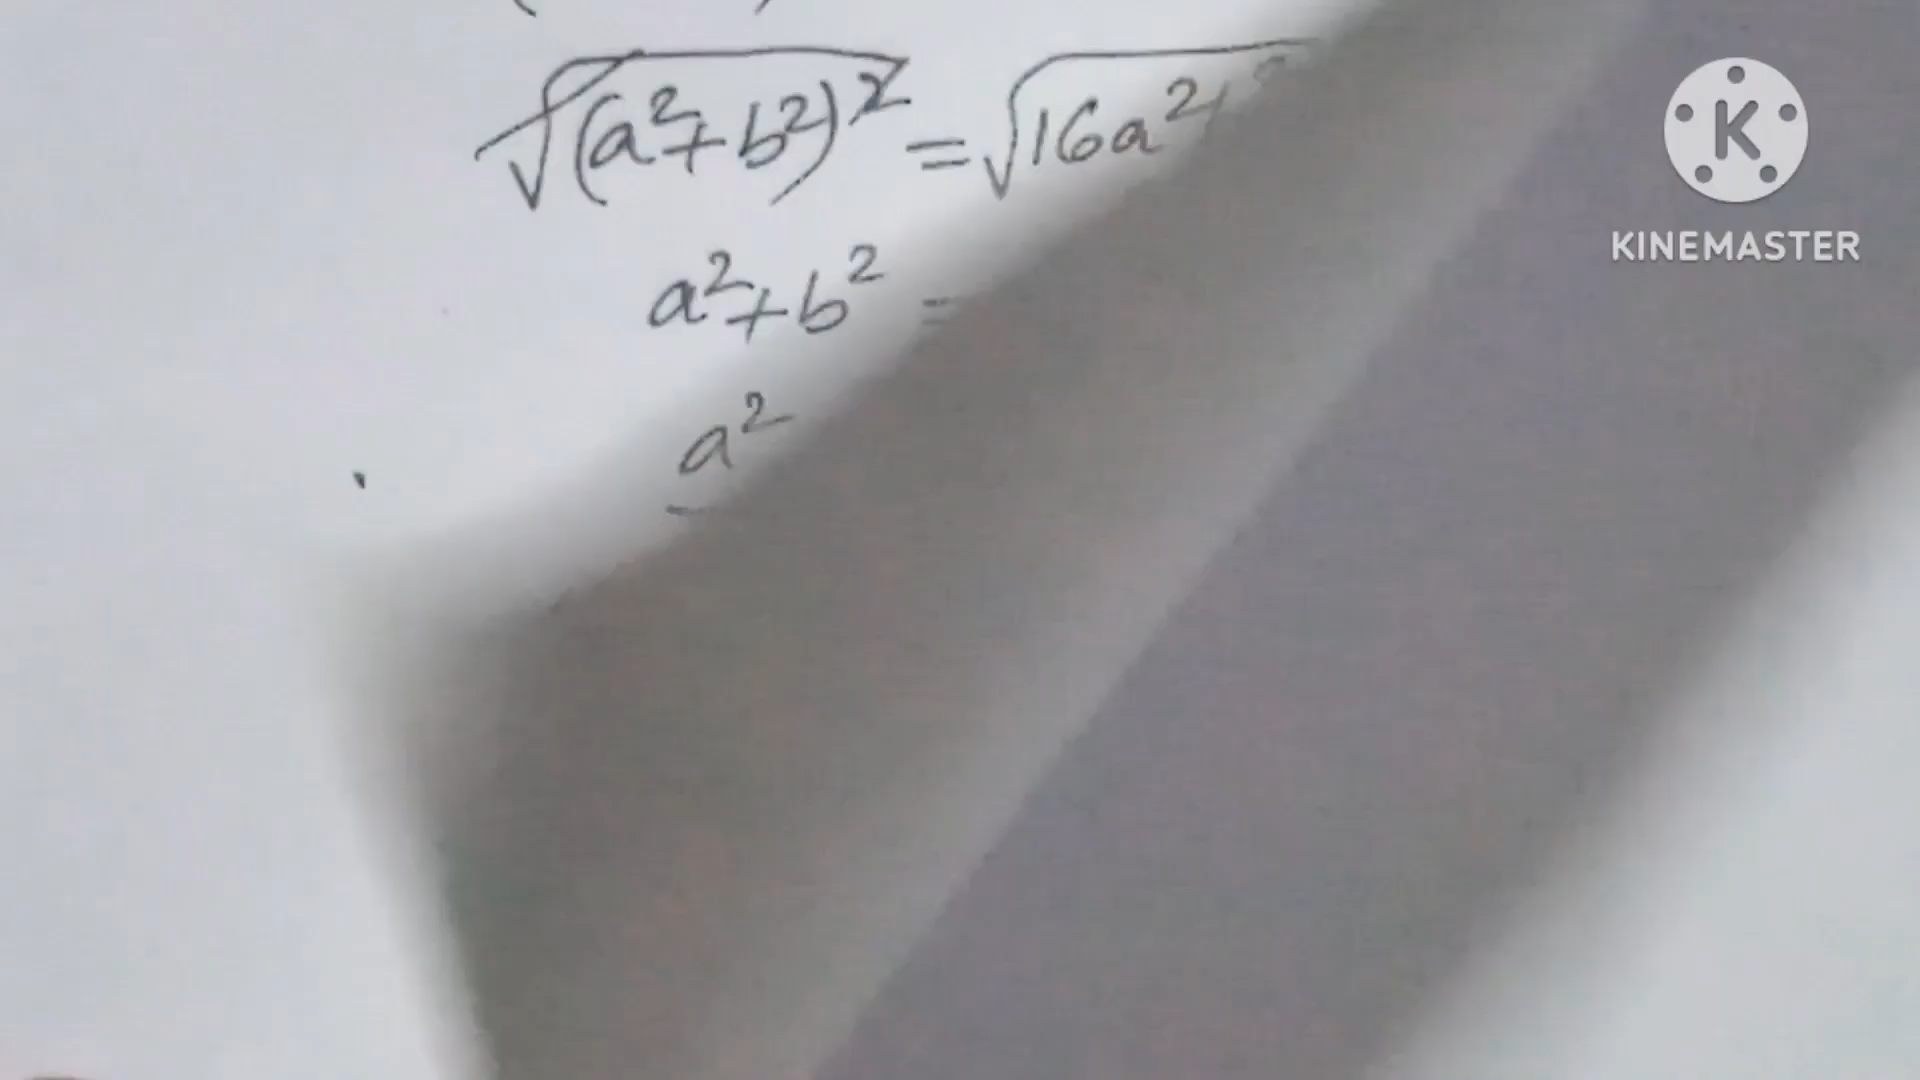 √(a²+b²)² = √16a²
a²+b² =
a²
KINEMASTER